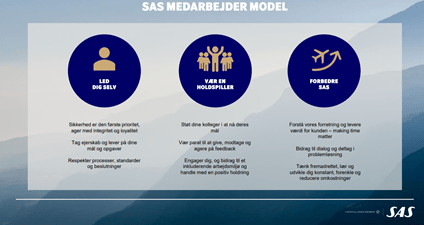 SAS MEDARBEJDER MODEL
LED
DIG SELV
VÆR EN
HOLDSPILLER
FORBEDRE
SAS
Sikkerhed er den første prioritet,
ager med integritet og loyalitet
Tag ejerskab og lever på dine
mål og opgaver
Respekter processer, standarder
og beslutninger
Støt dine kolleger i at nå deres
mål
Vær parat til at give, modtage og
agere på feedback
Engager dig, og bidrag til et
inkluderende arbejdsmiljø og
handle med en positiv holdning
Forstå vores forretning og levere
værdi for kunden – making time
matter
Bidrag til dialog og deltag i
problemløsning
Tænk fremadrettet, lær og
udvikle dig konstant, forenkle og
reducere omkostninger
SAS